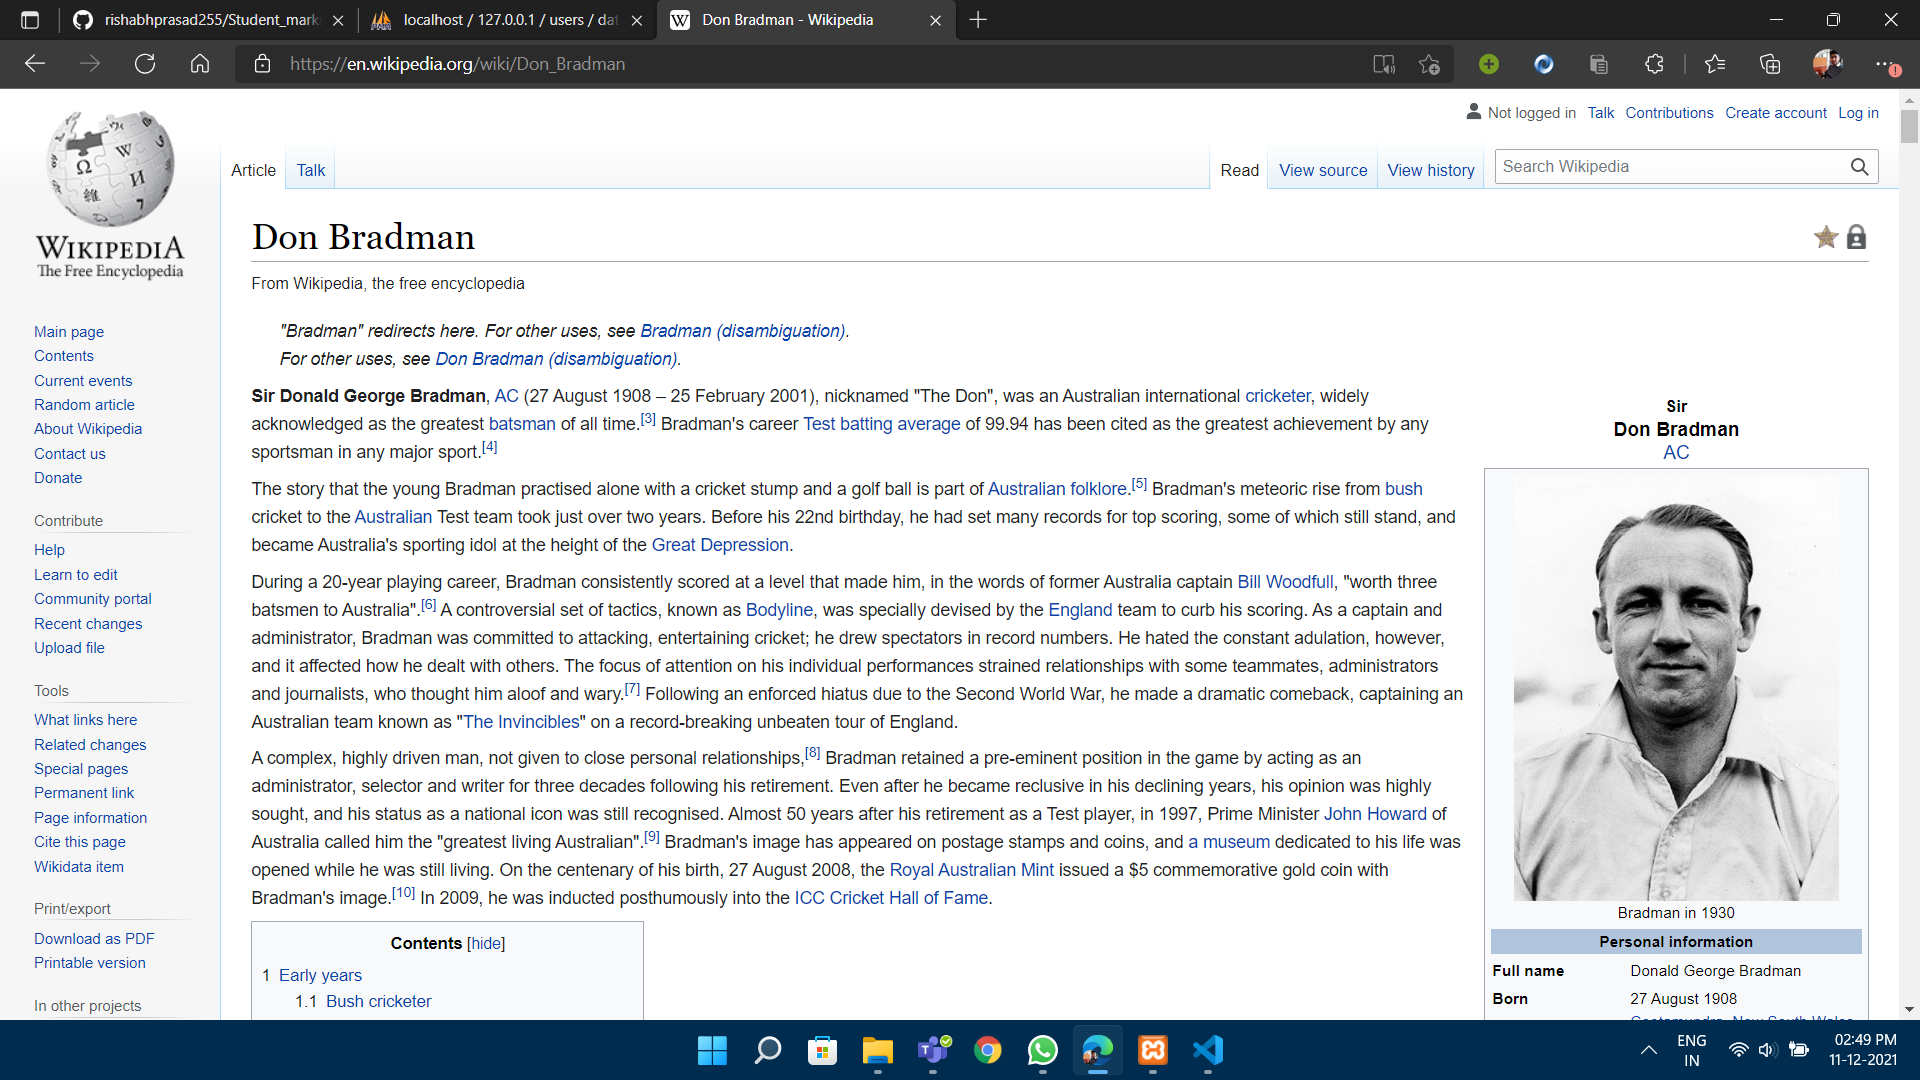 rishabhprasad255/Student_mark
localhost / 127.0.0.1 / users / dat
Don Bradman - Wikipedia
https://en.wikipedia.org/wiki/Don_Bradman
Not logged in Talk Contributions Create account Log in
Article Talk Read View source View history Search Wikipedia
WIKIPEDIA
The Free Encyclopedia
Main page
Contents
Current events
Random article
About Wikipedia
Contact us
Donate
Contribute
Help
Learn to edit
Community portal
Recent changes
Upload file
Tools
What links here
Related changes
Special pages
Permanent link
Page information
Cite this page
Wikidata item
Print/export
Download as PDF
Printable version
In other projects
Don Bradman
From Wikipedia, the free encyclopedia
"Bradman" redirects here. For other uses, see Bradman (disambiguation).
For other uses, see Don Bradman (disambiguation).
Sir Donald George Bradman, AC (27 August 1908 – 25 February 2001), nicknamed "The Don", was an Australian international cricketer, widely
acknowledged as the greatest batsman of all time.[3] Bradman's career Test batting average of 99.94 has been cited as the greatest achievement by any
sportsman in any major sport.[4]
The story that the young Bradman practised alone with a cricket stump and a golf ball is part of Australian folklore.[5] Bradman's meteoric rise from bush
cricket to the Australian Test team took just over two years. Before his 22nd birthday, he had set many records for top scoring, some of which still stand, and
became Australia's sporting idol at the height of the Great Depression.
During a 20-year playing career, Bradman consistently scored at a level that made him, in the words of former Australia captain Bill Woodfull, "worth three
batsmen to Australia".[6] A controversial set of tactics, known as Bodyline, was specially devised by the England team to curb his scoring. As a captain and
administrator, Bradman was committed to attacking, entertaining cricket; he drew spectators in record numbers. He hated the constant adulation, however,
and it affected how he dealt with others. The focus of attention on his individual performances strained relationships with some teammates, administrators
and journalists, who thought him aloof and wary.[7] Following an enforced hiatus due to the Second World War, he made a dramatic comeback, captaining an
Australian team known as "The Invincibles" on a record-breaking unbeaten tour of England.
A complex, highly driven man, not given to close personal relationships,[8] Bradman retained a pre-eminent position in the game by acting as an
administrator, selector and writer for three decades following his retirement. Even after he became reclusive in his declining years, his opinion was highly
sought, and his status as a national icon was still recognised. Almost 50 years after his retirement as a Test player, in 1997, Prime Minister John Howard of
Australia called him the "greatest living Australian".[9] Bradman's image has appeared on postage stamps and coins, and a museum dedicated to his life was
opened while he was still living. On the centenary of his birth, 27 August 2008, the Royal Australian Mint issued a $5 commemorative gold coin with
Bradman's image.[10] In 2009, he was inducted posthumously into the ICC Cricket Hall of Fame.
Contents [hide]
1 Early years
1.1 Bush cricketer
Sir
Don Bradman
AC
Bradman in 1930
Personal information
Full name Donald George Bradman
Born 27 August 1908
Cootamundra, New South Wales
ENG
IN
02:49 PM
11-12-2021